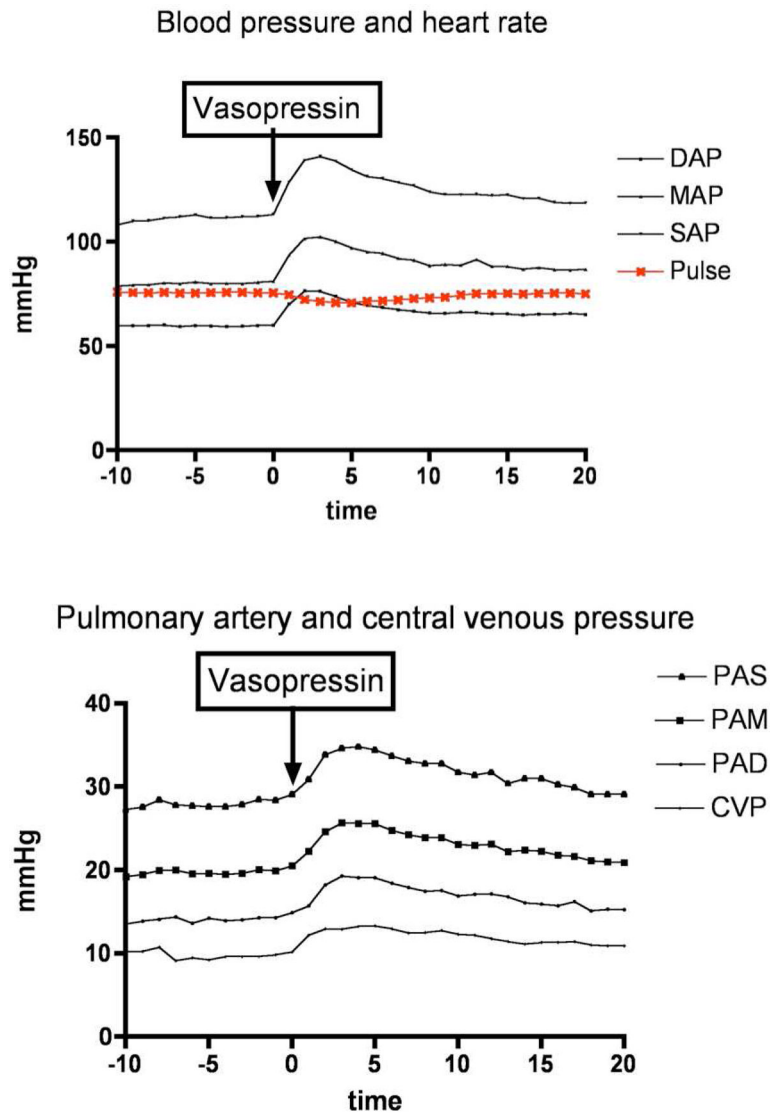 Blood pressure and heart rate
Vasopressin
150
100
50
0
mmHg
-10 -5 0 5 10 15 20
time
DAP
MAP
SAP
Pulse
Pulmonary artery and central venous pressure
Vasopressin
40
30
20
10
0
mmHg
-10 -5 0 5 10 15 20
time
PAS
PAM
PAD
CVP